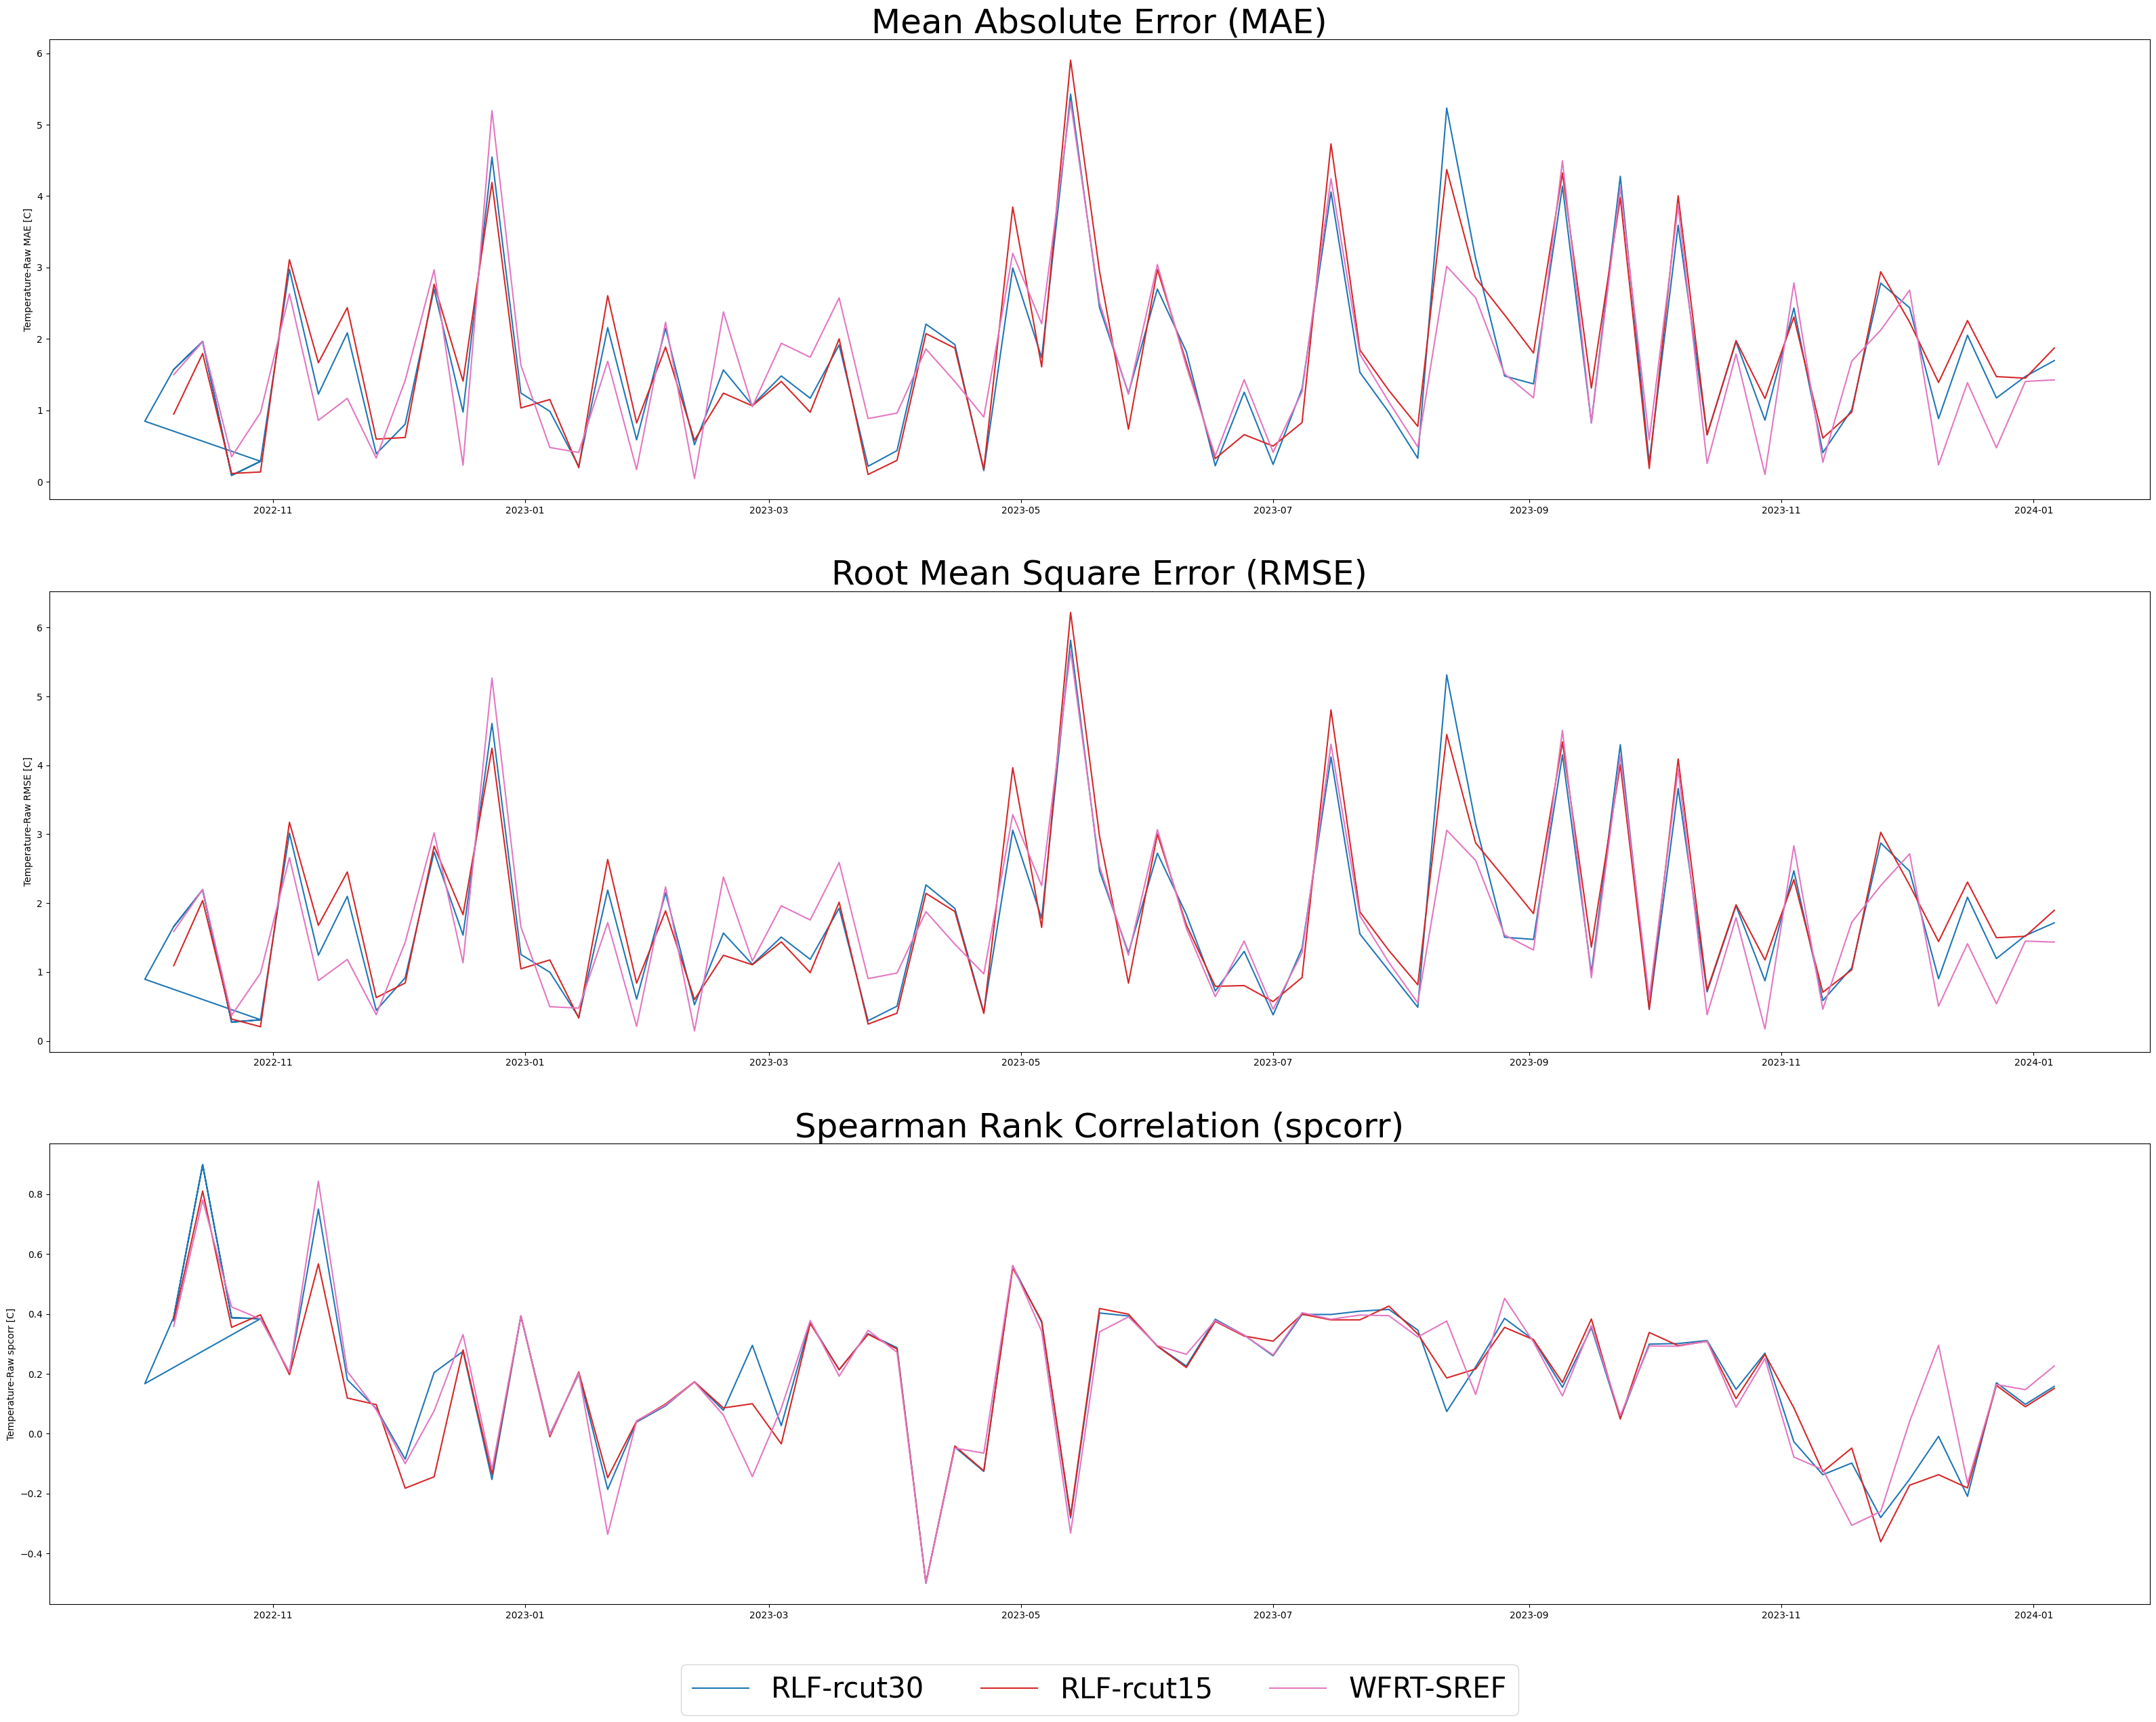 Mean Absolute Error (MAE)
6
5
4
3
2
1
0
Temperature-Raw MAE [C]
2022-11 2023-01 2023-03 2023-05 2023-07 2023-09 2023-11 2024-01
Root Mean Square Error (RMSE)
6
5
4
3
2
1
0
Temperature-Raw RMSE [C]
2022-11 2023-01 2023-03 2023-05 2023-07 2023-09 2023-11 2024-01
Spearman Rank Correlation (spcorr)
0.8
0.6
0.4
0.2
0.0
−0.2
−0.4
Temperature-Raw spcorr [C]
2022-11 2023-01 2023-03 2023-05 2023-07 2023-09 2023-11 2024-01
RLF-rcut30 RLF-rcut15 WFRT-SREF